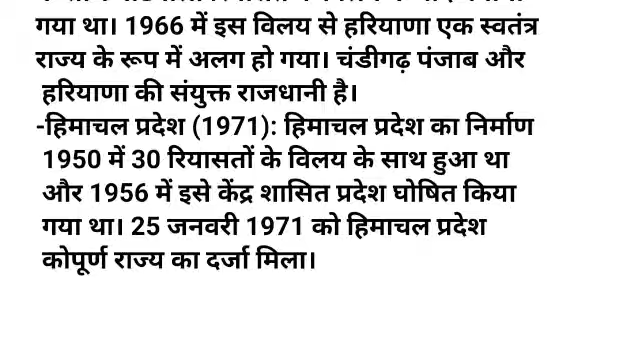 गया था। 1966 में इस विलय से हरियाणा एक स्वतंत्र
राज्य के रूप में अलग हो गया। चंडीगढ़ पंजाब और
हरियाणा की संयुक्त राजधानी है।
-हिमाचल प्रदेश (1971): हिमाचल प्रदेश का निर्माण
1950 में 30 रियासतों के विलय के साथ हुआ था
और 1956 में इसे केंद्र शासित प्रदेश घोषित किया
गया था। 25 जनवरी 1971 को हिमाचल प्रदेश
कोपूर्ण राज्य का दर्जा मिला।